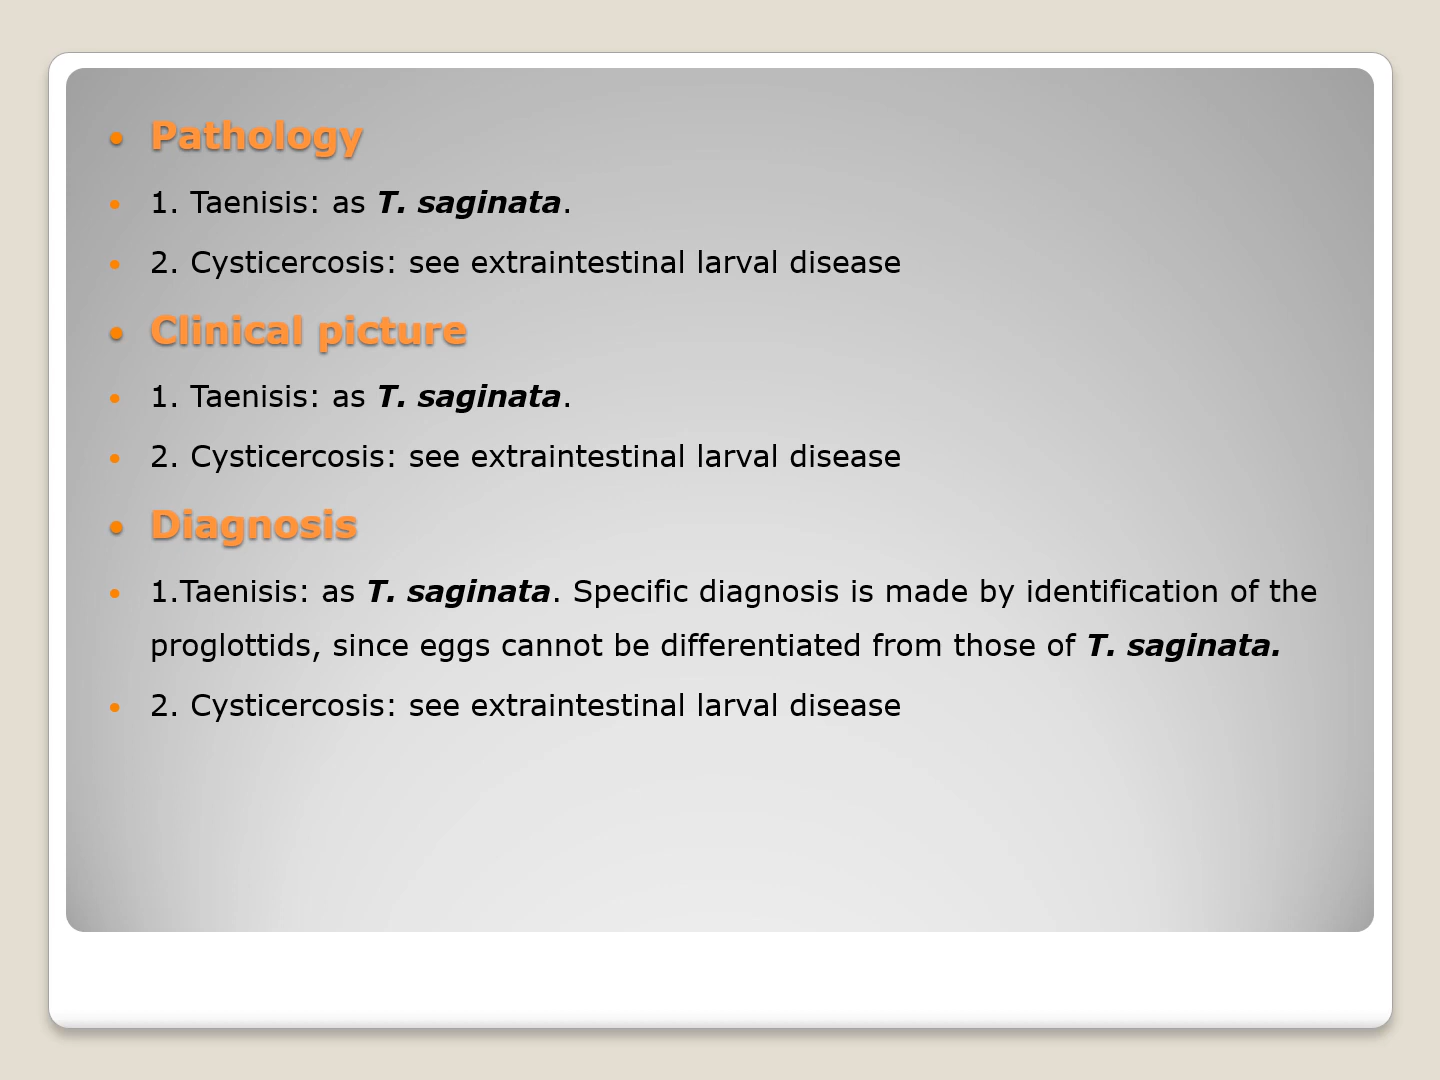 • Pathology
• 1. Taenisis: as T. saginata.
• 2. Cysticercosis: see extraintestinal larval disease
• Clinical picture
• 1. Taenisis: as T. saginata.
• 2. Cysticercosis: see extraintestinal larval disease
• Diagnosis
• 1.Taenisis: as T. saginata. Specific diagnosis is made by identification of the
proglottids, since eggs cannot be differentiated from those of T. saginata.
• 2. Cysticercosis: see extraintestinal larval disease